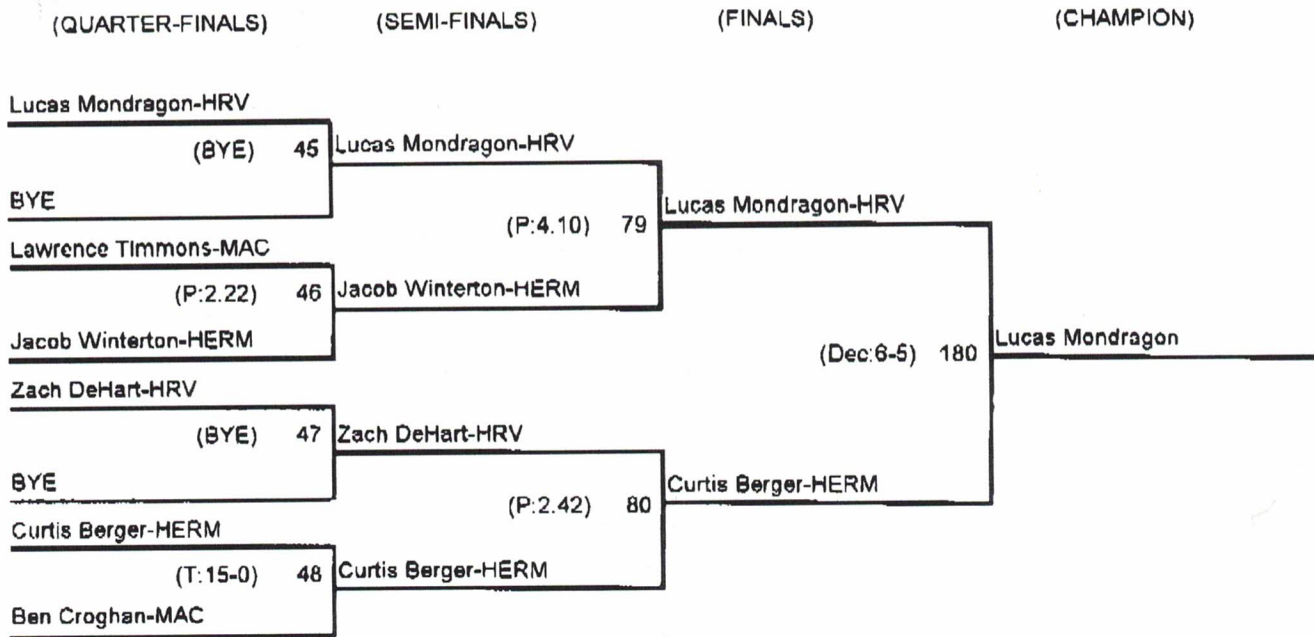 (QUARTER-FINALS) (SEMI-FINALS) (FINALS) (CHAMPION)
Lucas Mondragon-HRV
(BYE) 45 Lucas Mondragon-HRV
BYE
(P:4.10) 79 Lucas Mondragon-HRV
Lawrence Timmons-MAC
(P:2.22) 46 Jacob Winterton-HERM
Jacob Winterton-HERM
(Dec:6-5) 180 Lucas Mondragon
Zach DeHart-HRV
(BYE) 47 Zach DeHart-HRV
BYE
(P:2.42) 80 Curtis Berger-HERM
Curtis Berger-HERM
(T:15-0) 48 Curtis Berger-HERM
Ben Croghan-MAC